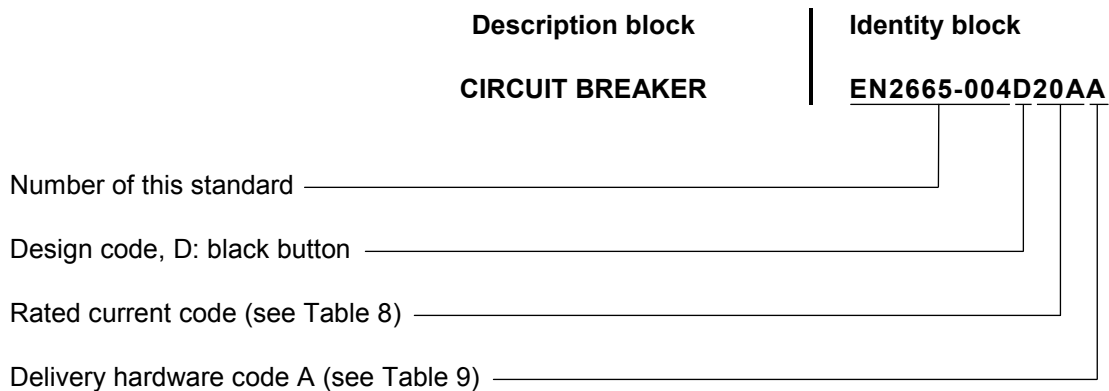 Description block Identity block
CIRCUIT BREAKER EN2665-004D20AA
Number of this standard
Design code, D: black button
Rated current code (see Table 8)
Delivery hardware code A (see Table 9)